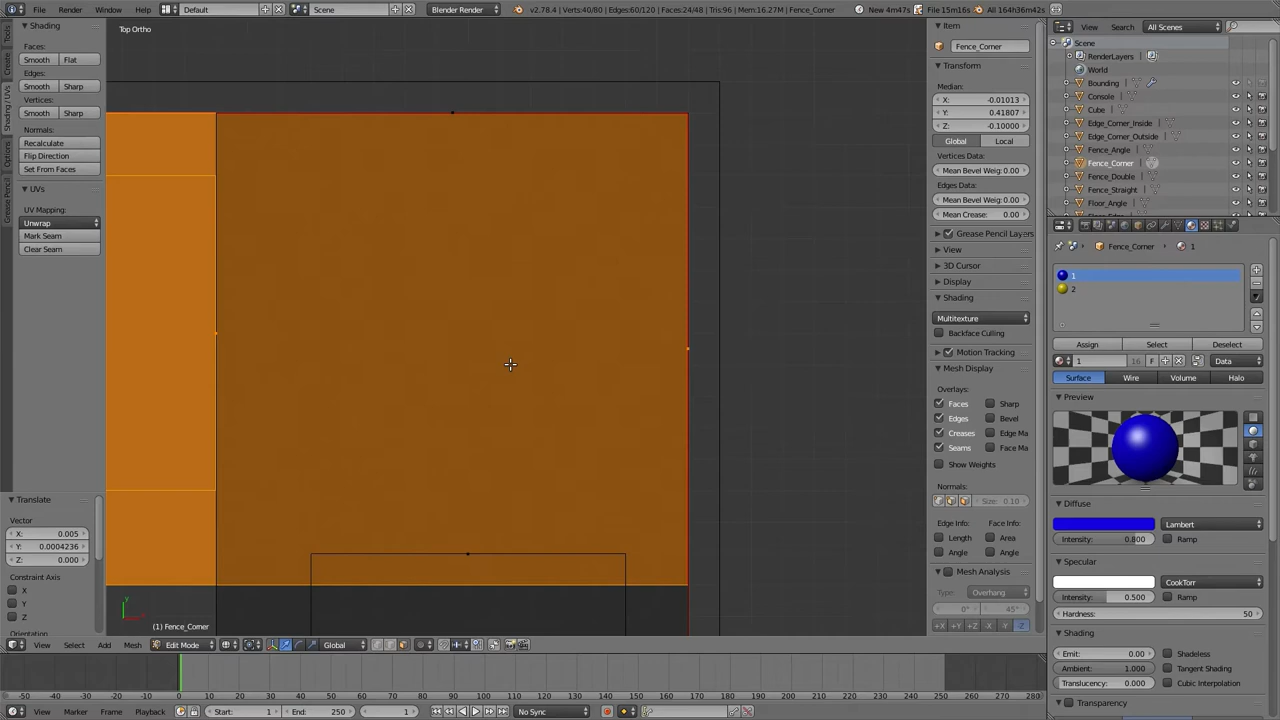 File Render Window Help Default Scene Blender Render v2.78.4 | Verts:40/80 | Edges:60/120 | Faces:24/48 | Tris:96 | Mem:16.27M | Fence_Corner New 4m47s File 15m16s All 164h36m42s
Shading
Faces:
Smooth Flat
Edges:
Smooth Sharp
Vertices:
Smooth Sharp
Normals:
Recalculate
Flip Direction
Set From Faces
UVs
UV Mapping:
Unwrap
Mark Seam
Clear Seam
Translate
Vector
X: 0.005
Y: 0.0004236
Z: 0.000
Constraint Axis
X
Y
Z
Orientation
Tools
Create
Shading / UVs
Options
Grease Pencil
Top Ortho
(1) Fence_Corner
View Select Add Mesh Edit Mode Global
Item
Fence_Corner
Transform
Median:
X: -0.01013
Y: 0.41807
Z: -0.10000
Global Local
Vertices Data:
Mean Bevel Weig: 0.00
Edges Data:
Mean Bevel Weig: 0.00
Mean Crease: 0.00
Grease Pencil Layers
View
3D Cursor
Display
Shading
Multitexture
Backface Culling
Motion Tracking
Mesh Display
Overlays:
Faces Sharp
Edges Bevel
Creases Edge Ma
Seams Face Ma
Show Weights
Normals:
Size: 0.10
Edge Info: Face Info:
Length Area
Angle Angle
Mesh Analysis
Type: Overhang
0° 45°
+X +Y +Z -X -Y -Z
View Search All Scenes
Scene
RenderLayers
World
Bounding
Console
Cube
Edge_Corner_Inside
Edge_Corner_Outside
Fence_Angle
Fence_Corner
Fence_Double
Fence_Straight
Floor_Angle
Fence_Corner 1
1
2
Assign Select Deselect
1 16 F Data
Surface Wire Volume Halo
Preview
Diffuse
Lambert
Intensity: 0.800 Ramp
Specular
CookTorr
Intensity: 0.500 Ramp
Hardness: 50
Shading
Emit: 0.00 Shadeless
Ambient: 1.000 Tangent Shading
Translucency: 0.000 Cubic Interpolation
Transparency
-50 -40 -30 -20 -10 0 10 20 30 40 50 60 70 80 90 100 110 120 130 140 150 160 170 180 190 200 210 220 230 240 250 260 270 280
View Marker Frame Playback Start: 1 End: 250 1 No Sync